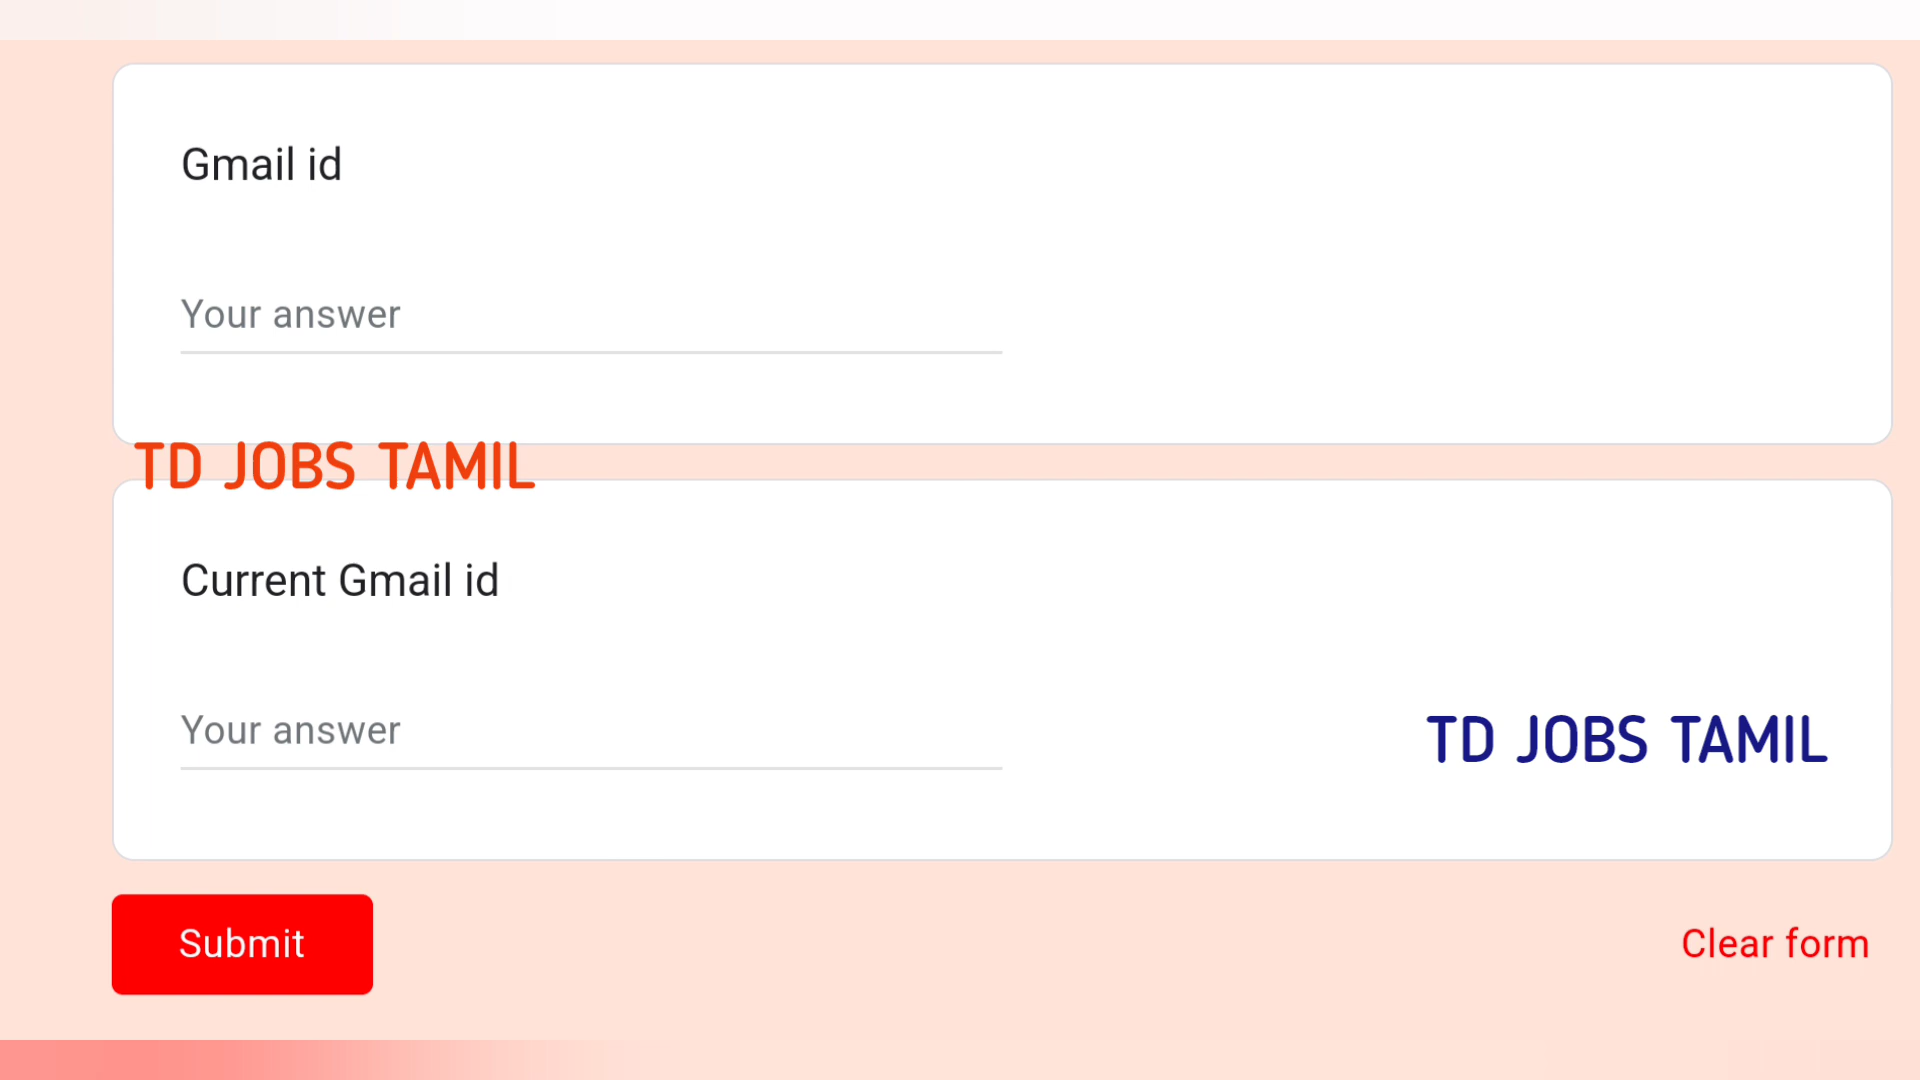 Gmail id
Your answer
TD JOBS TAMIL
Current Gmail id
Your answer
TD JOBS TAMIL
Submit
Clear form